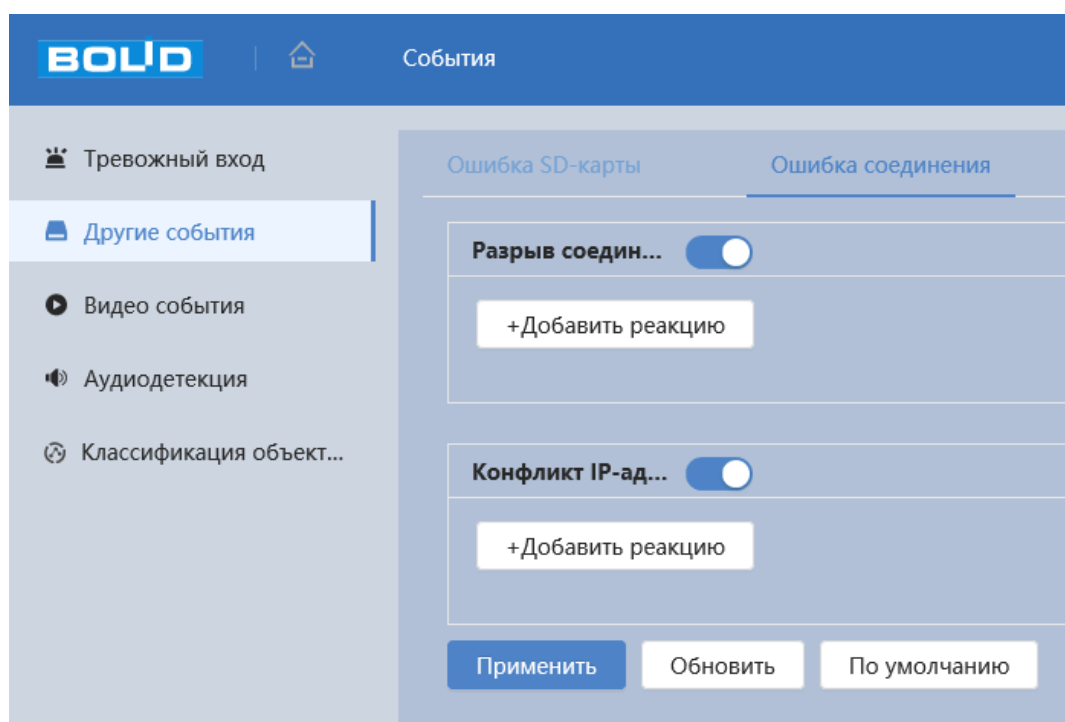 BOLID
События
Тревожный вход
Другие события
Видео события
Аудиодетекция
Классификация объект...
Ошибка SD-карты
Ошибка соединения
Разрыв соедин...
+Добавить реакцию
Конфликт IP-ад...
+Добавить реакцию
Применить
Обновить
По умолчанию